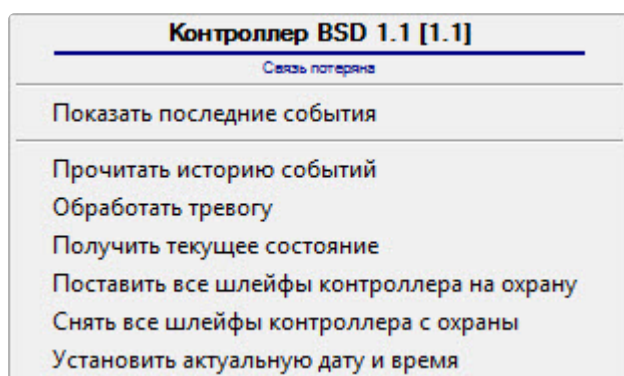 Контроллер BSD 1.1 [1.1]
Связь потеряна
Показать последние события
Прочитать историю событий
Обработать тревогу
Получить текущее состояние
Поставить все шлейфы контроллера на охрану
Снять все шлейфы контроллера с охраны
Установить актуальную дату и время